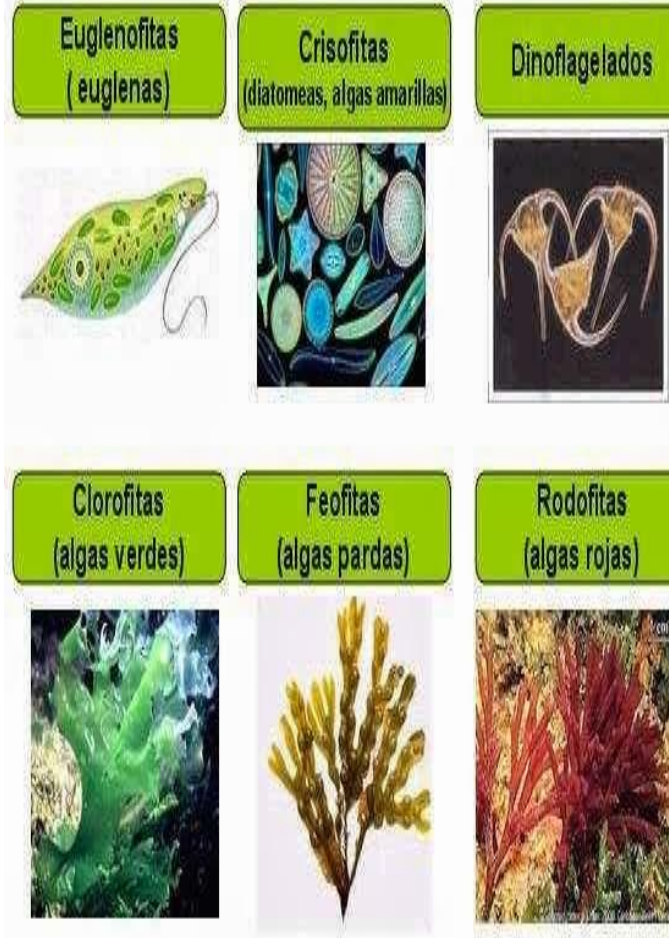 Euglenofitas
( euglenas)
Crisofitas
(diatomeas, algas amarillas)
Dinoflagelados
Clorofitas
(algas verdes)
Feofitas
(algas pardas)
Rodofitas
(algas rojas)